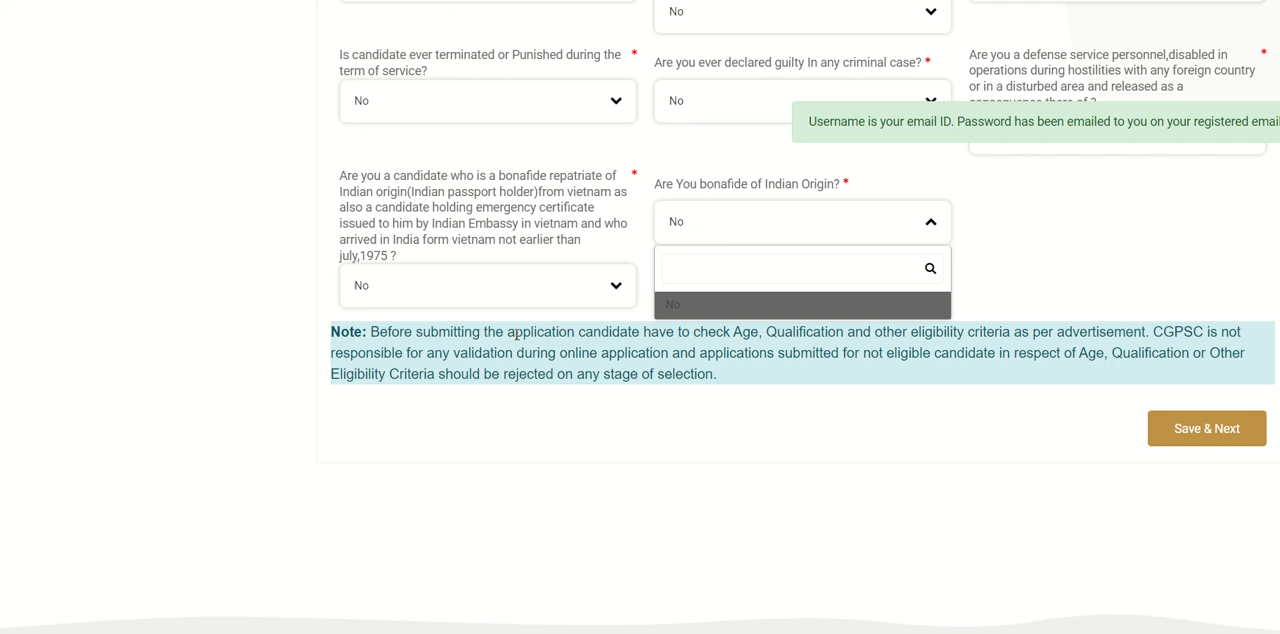 No
Is candidate ever terminated or Punished during the *
term of service?
No
Are you ever declared guilty In any criminal case? *
No
Are you a defense service personnel,disabled in *
operations during hostilities with any foreign country
or in a disturbed area and released as a
consequence there of ?
Username is your email ID. Password has been emailed to you on your registered email
Are you a candidate who is a bonafide repatriate of *
Indian origin(Indian passport holder)from vietnam as
also a candidate holding emergency certificate
issued to him by Indian Embassy in vietnam and who
arrived in India form vietnam not earlier than
july,1975 ?
No
Are You bonafide of Indian Origin? *
No
No
Note: Before submitting the application candidate have to check Age, Qualification and other eligibility criteria as per advertisement. CGPSC is not
responsible for any validation during online application and applications submitted for not eligible candidate in respect of Age, Qualification or Other
Eligibility Criteria should be rejected on any stage of selection.
Save & Next